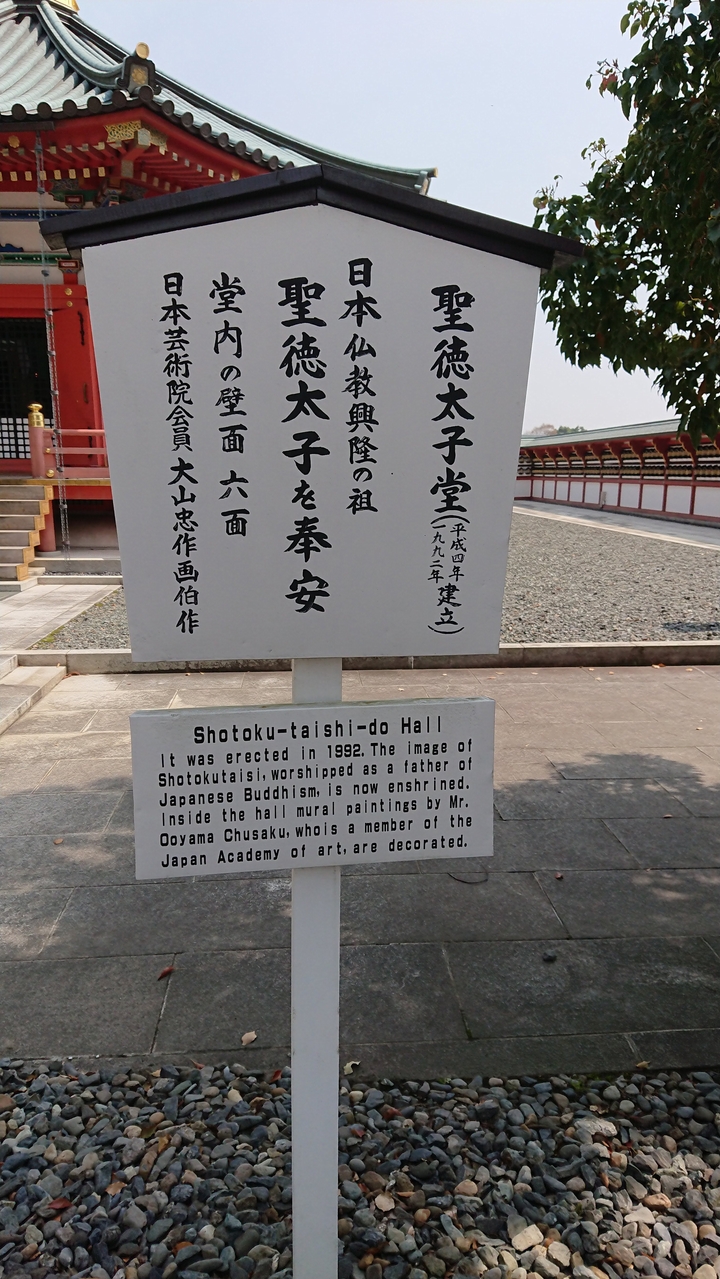 聖徳太子堂(平成四年一九九二年建立)
日本仏教興隆の祖
聖徳太子を奉安
堂内の壁面 六面
日本芸術院会員 大山忠作画伯作
Shotoku-taishi-do Hall
It was erected in 1992. The image of
Shotokutaisi, worshipped as a father of
Japanese Buddhism, is now enshrined.
Inside the hall mural paintings by Mr.
Ooyama Chusaku, whois a member of the
Japan Academy of art, are decorated.